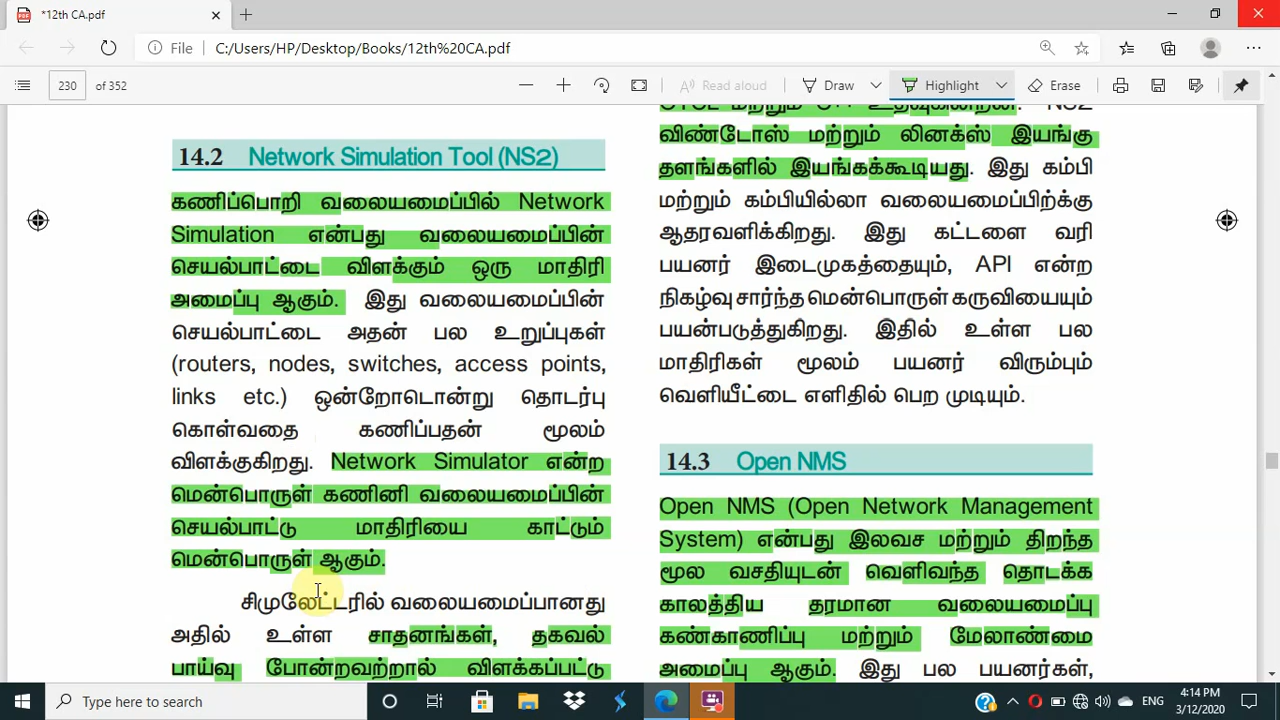 *12th CA.pdf
File
C:/Users/HP/Desktop/Books/12th%20CA.pdf
230 of 352
Read aloud
Draw
Highlight
Erase
14.2 Network Simulation Tool (NS2)
கணிப்பொறி வலையமைப்பில் Network
Simulation என்பது வலையமைப்பின்
செயல்பாட்டை விளக்கும் ஒரு மாதிரி
அமைப்பு ஆகும். இது வலையமைப்பின்
செயல்பாட்டை அதன் பல உறுப்புகள்
(routers, nodes, switches, access points,
links etc.) ஒன்றோடொன்று தொடர்பு
கொள்வதை கணிப்பதன் மூலம்
விளக்குகிறது. Network Simulator என்ற
மென்பொருள் கணினி வலையமைப்பின்
செயல்பாட்டு மாதிரியை காட்டும்
மென்பொருள் ஆகும்.
சிமுலேட்டரில் வலையமைப்பானது
அதில் உள்ள சாதனங்கள், தகவல்
பாய்வு போன்றவற்றால் விளக்கப்பட்டு
விண்டோஸ் மற்றும் லினக்ஸ் இயங்கு
தளங்களில் இயங்கக்கூடியது. இது கம்பி
மற்றும் கம்பியில்லா வலையமைப்பிற்க்கு
ஆதரவளிக்கிறது. இது கட்டளை வரி
பயனர் இடைமுகத்தையும், API என்ற
நிகழ்வு சார்ந்த மென்பொருள் கருவியையும்
பயன்படுத்துகிறது. இதில் உள்ள பல
மாதிரிகள் மூலம் பயனர் விரும்பும்
வெளியீட்டை எளிதில் பெற முடியும்.
14.3 Open NMS
Open NMS (Open Network Management
System) என்பது இலவச மற்றும் திறந்த
மூல வசதியுடன் வெளிவந்த தொடக்க
காலத்திய தரமான வலையமைப்பு
கண்காணிப்பு மற்றும் மேலாண்மை
அமைப்பு ஆகும். இது பல பயனர்கள்,
Type here to search
ENG
4:14 PM
3/12/2020